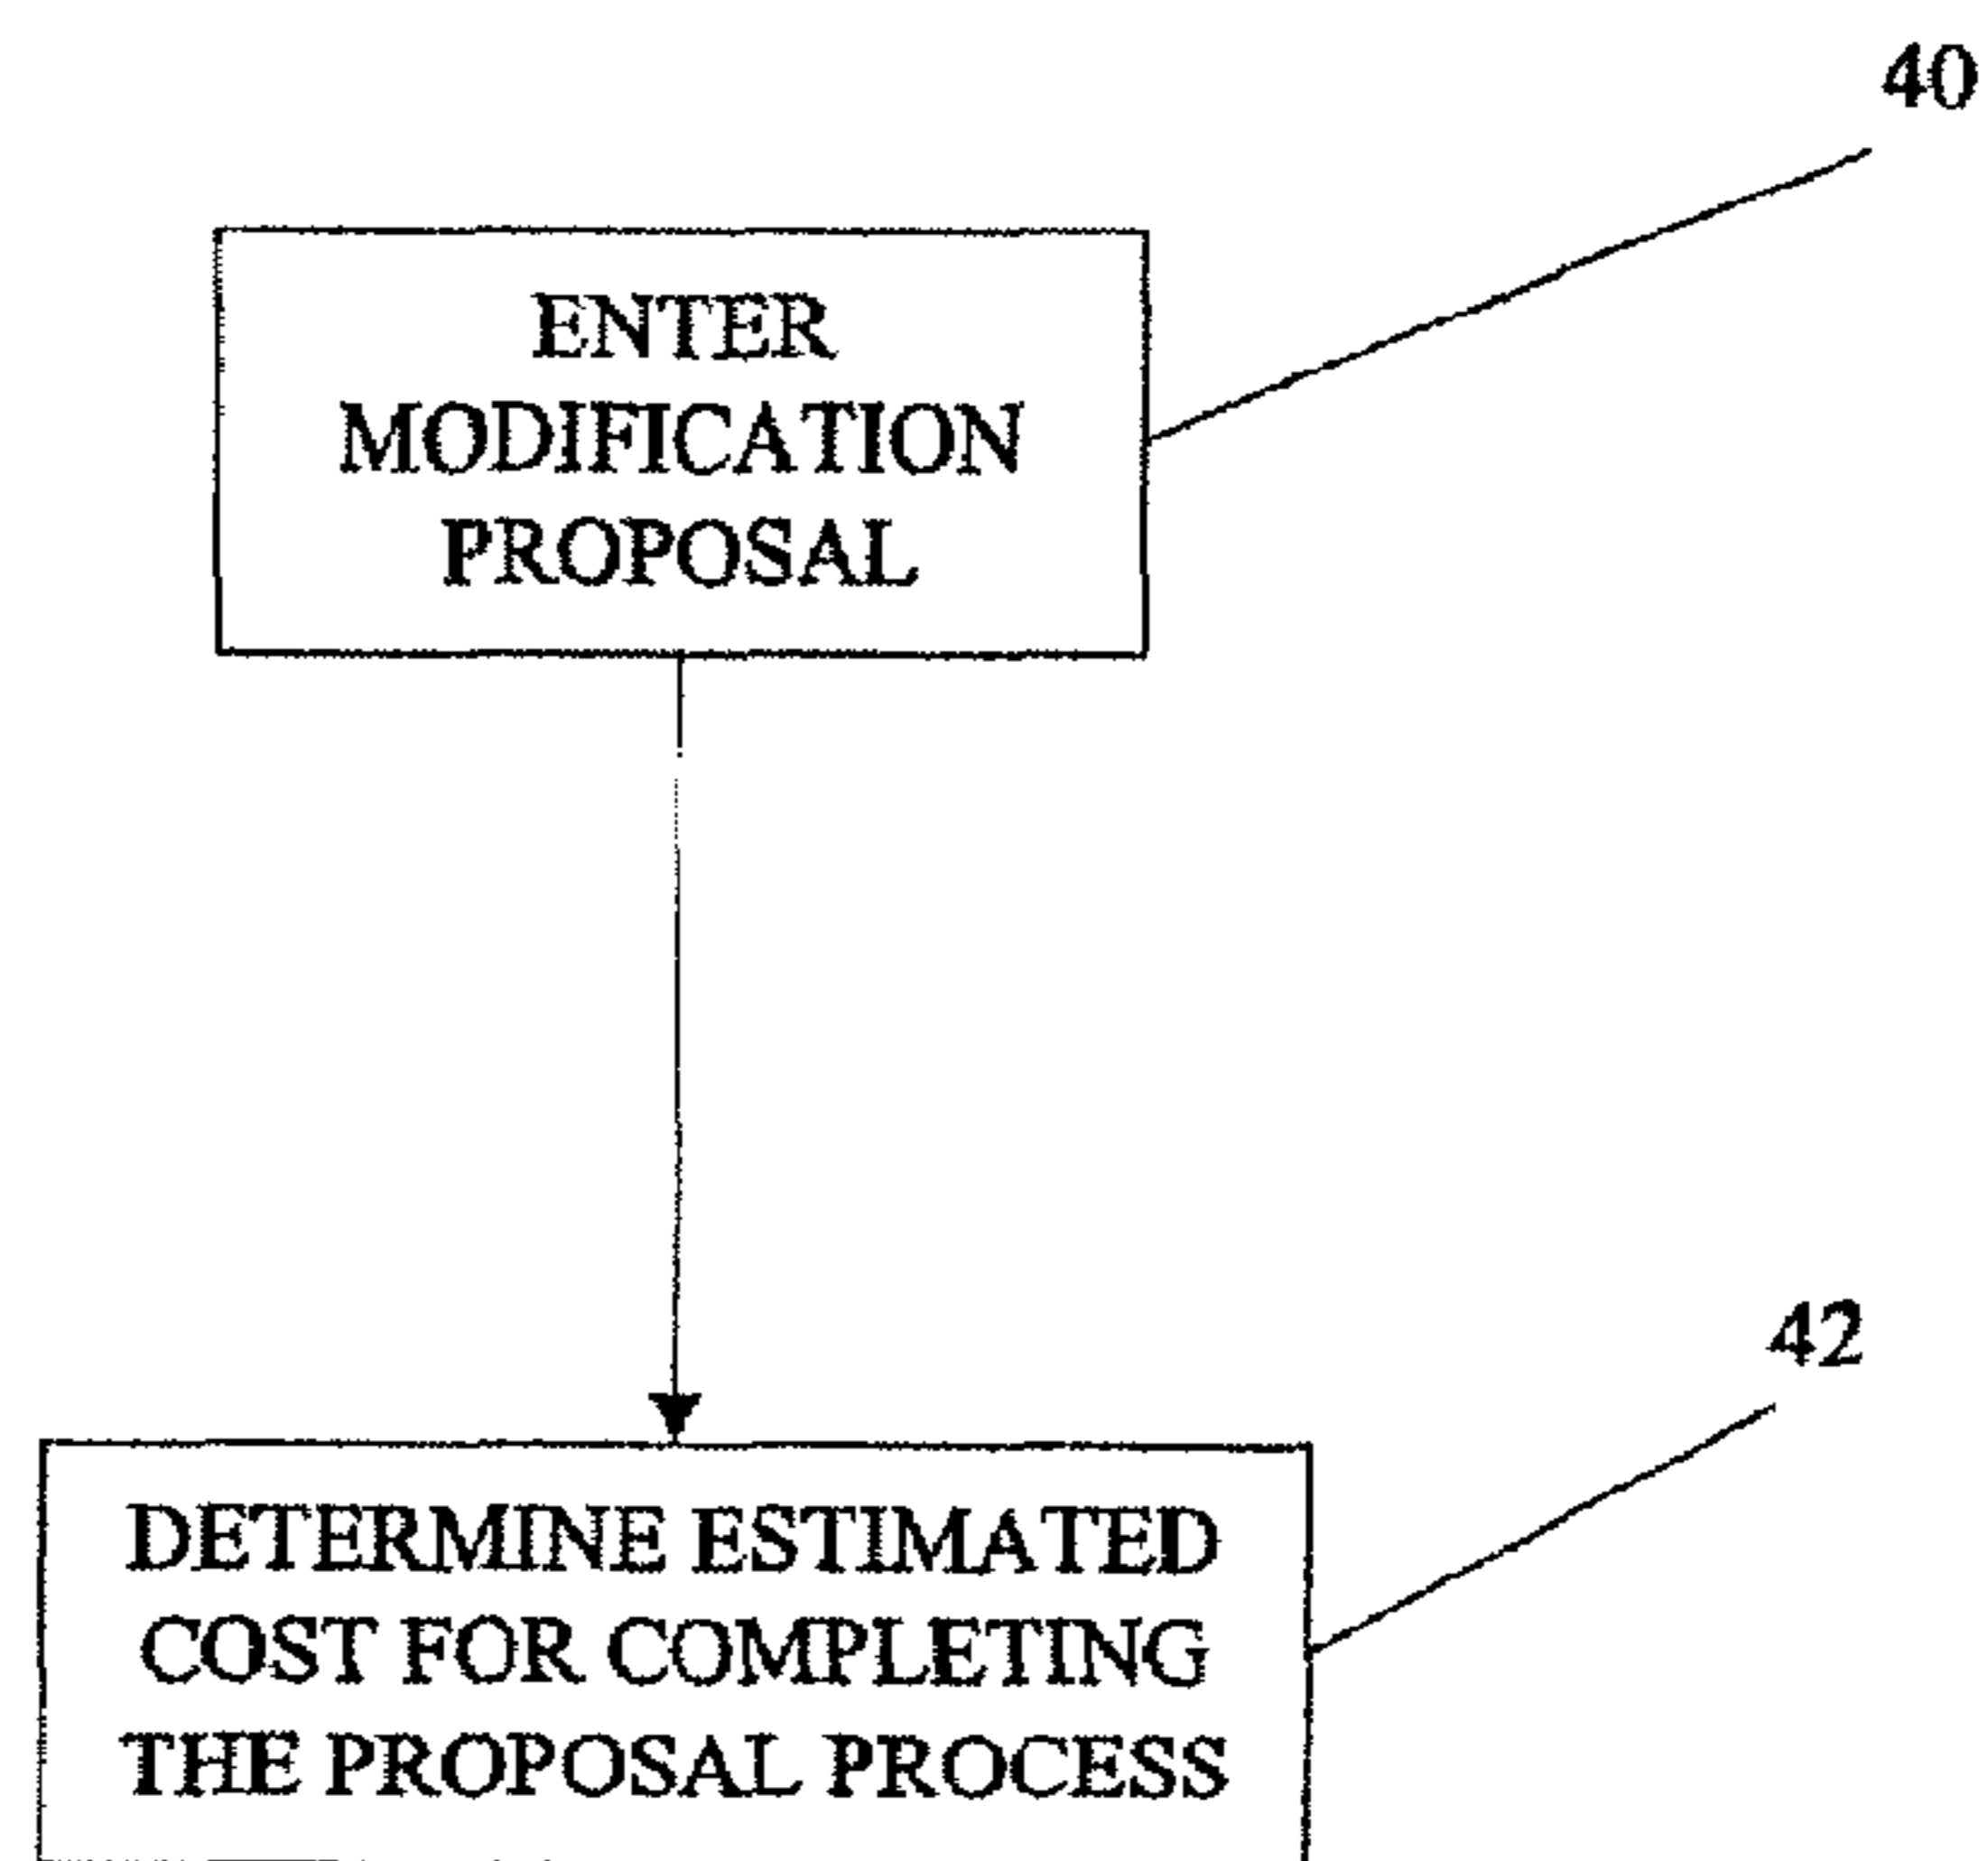 40
ENTER
MODIFICATION
PROPOSAL
42
DETERMINE ESTIMATED
COST FOR COMPLETING
THE PROPOSAL PROCESS